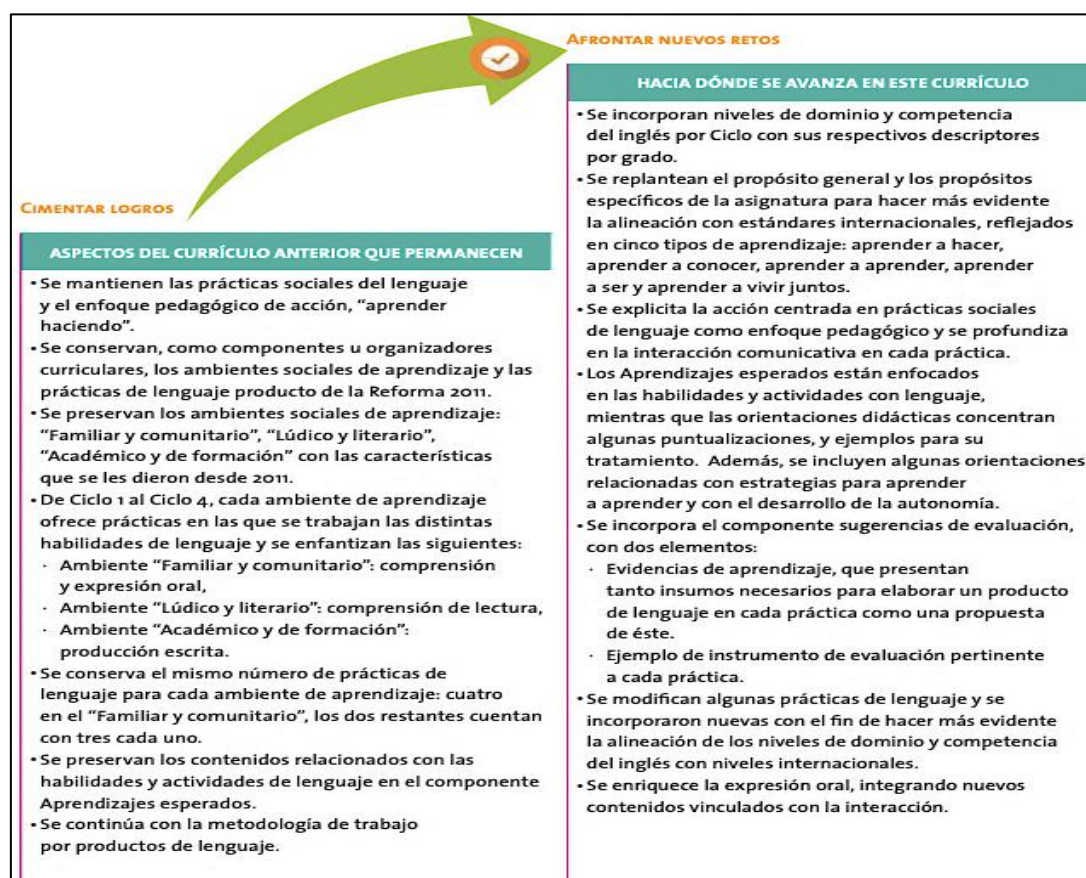 CIMENTAR LOGROS
ASPECTOS DEL CURRÍCULO ANTERIOR QUE PERMANECEN
• Se mantienen las prácticas sociales del lenguaje
y el enfoque pedagógico de acción, “aprender
haciendo”.
• Se conservan, como componentes u organizadores
curriculares, los ambientes sociales de aprendizaje y las
prácticas de lenguaje producto de la Reforma 2011.
• Se preservan los ambientes sociales de aprendizaje:
“Familiar y comunitario”, “Lúdico y literario”,
“Académico y de formación” con las características
que se les dieron desde 2011.
• De Ciclo 1 al Ciclo 4, cada ambiente de aprendizaje
ofrece prácticas en las que se trabajan las distintas
habilidades de lenguaje y se enfantizan las siguientes:
· Ambiente “Familiar y comunitario”: comprensión
y expresión oral,
· Ambiente “Lúdico y literario”: comprensión de lectura,
· Ambiente “Académico y de formación”:
producción escrita.
• Se conserva el mismo número de prácticas de
lenguaje para cada ambiente de aprendizaje: cuatro
en el “Familiar y comunitario”, los dos restantes cuentan
con tres cada uno.
• Se preservan los contenidos relacionados con las
habilidades y actividades de lenguaje en el componente
Aprendizajes esperados.
• Se continúa con la metodología de trabajo
por productos de lenguaje.
AFRONTAR NUEVOS RETOS
HACIA DÓNDE SE AVANZA EN ESTE CURRÍCULO
• Se incorporan niveles de dominio y competencia
del inglés por Ciclo con sus respectivos descriptores
por grado.
• Se replantean el propósito general y los propósitos
específicos de la asignatura para hacer más evidente
la alineación con estándares internacionales, reflejados
en cinco tipos de aprendizaje: aprender a hacer,
aprender a conocer, aprender a aprender, aprender
a ser y aprender a vivir juntos.
• Se explicita la acción centrada en prácticas sociales
de lenguaje como enfoque pedagógico y se profundiza
en la interacción comunicativa en cada práctica.
• Los Aprendizajes esperados están enfocados
en las habilidades y actividades con lenguaje,
mientras que las orientaciones didácticas concentran
algunas puntualizaciones, y ejemplos para su
tratamiento. Además, se incluyen algunas orientaciones
relacionadas con estrategias para aprender
a aprender y con el desarrollo de la autonomía.
• Se incorpora el componente sugerencias de evaluación,
con dos elementos:
· Evidencias de aprendizaje, que presentan
tanto insumos necesarios para elaborar un producto
de lenguaje en cada práctica como una propuesta
de éste.
· Ejemplo de instrumento de evaluación pertinente
a cada práctica.
• Se modifican algunas prácticas de lenguaje y se
incorporaron nuevas con el fin de hacer más evidente
la alineación de los niveles de dominio y competencia
del inglés con niveles internacionales.
• Se enriquece la expresión oral, integrando nuevos
contenidos vinculados con la interacción.